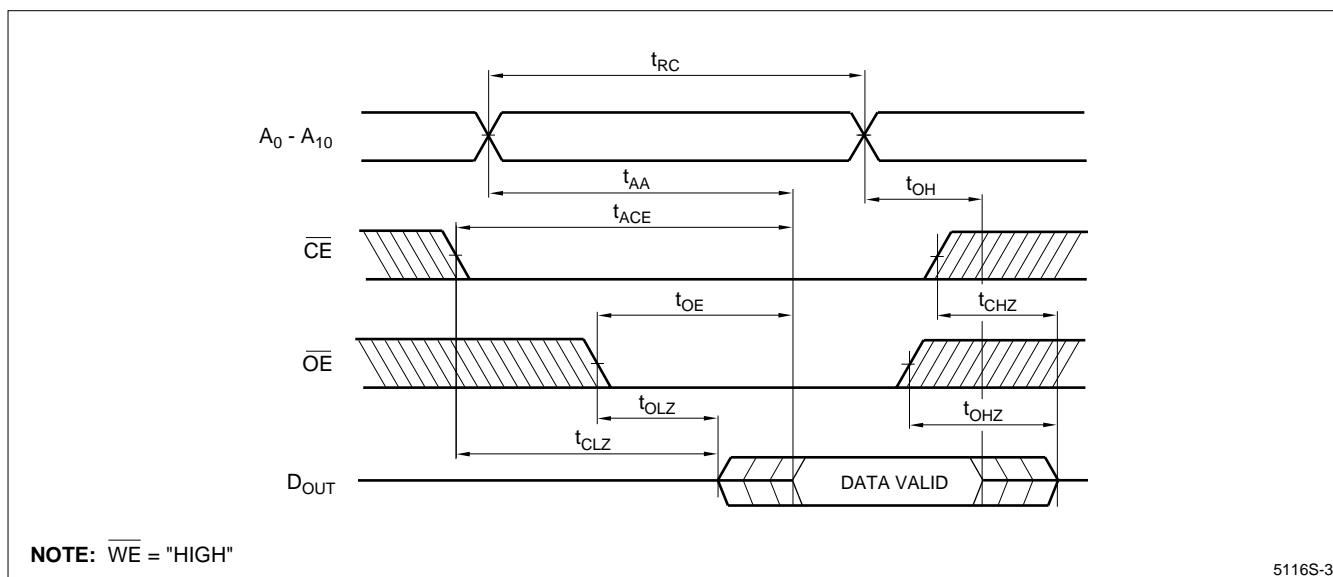 tRC
A0 - A10
tAA
tOH
tACE
CE
tCHZ
tOE
OE
tOLZ
tOHZ
tCLZ
DOUT
DATA VALID
NOTE: WE = "HIGH"
5116S-3